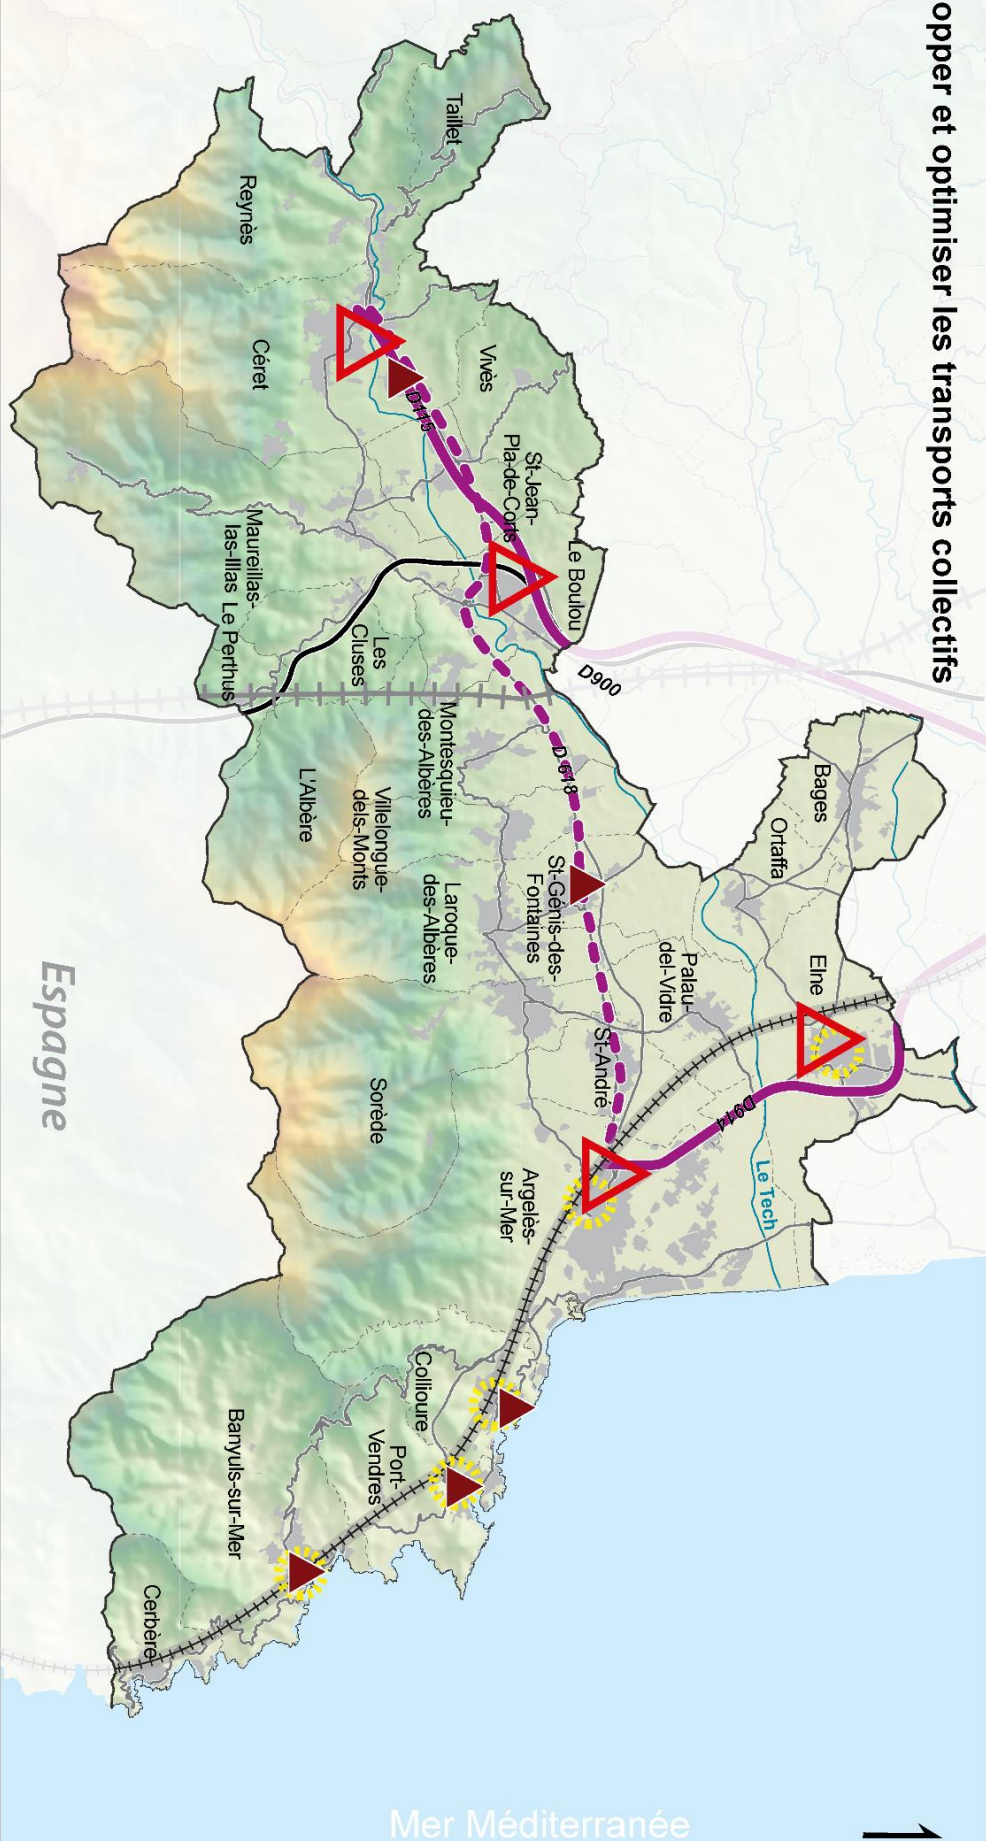 opper et optimiser les transports collectifs
Taillet
Reynès
Céret
Vivès
D115
St-Jean-
Pla-de-Corts
Le Boulou
Maureillas-
las-Illas
Le Perthus
Les
Cluses
D900
Montesquieu-
des-Albères
D 618
L'Albère
Villelongue-
dels-Monts
Laroque-
des-Albères
St-Génis-des-
Fontaines
Bages
Ortaffa
Elne
Palau-
del-Vidre
St-André
D914
Le Tech
Sorède
Argelès-
sur-Mer
Collioure
Port-
Vendres
Banyuls-sur-Mer
Cerbère
Espagne
Mer Méditerranée